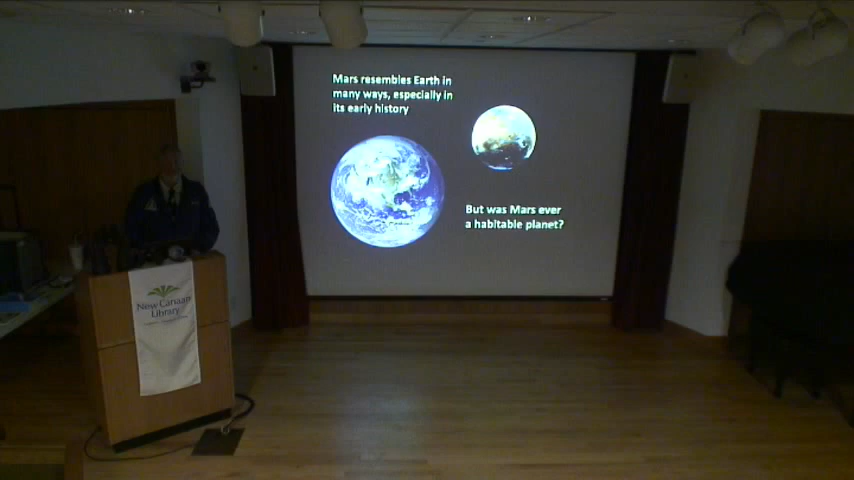 Mars resembles Earth in
many ways, especially in
its early history
But was Mars ever
a habitable planet?
New Canaan
Library